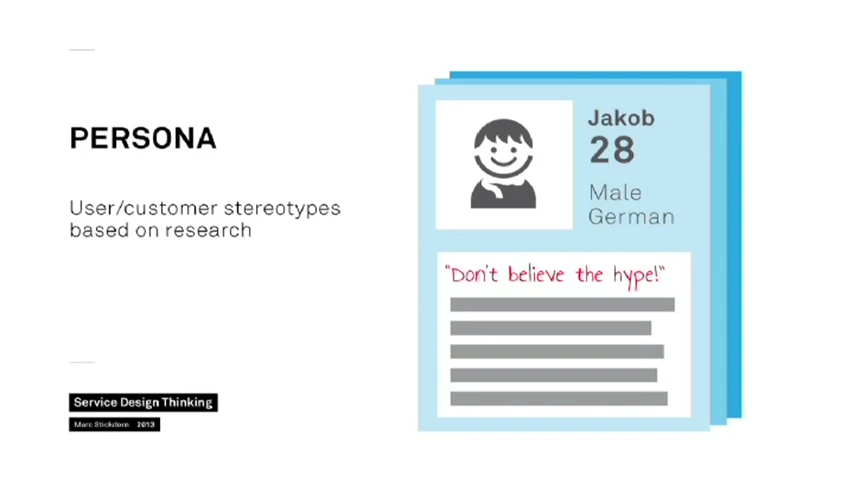 PERSONA
User/customer stereotypes
based on research
Service Design Thinking
Marc Stickdorn 2013
Jakob
28
Male
German
"Don't believe the hype!"